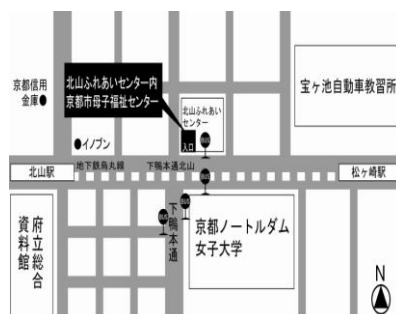 京都信用
金庫●
北山ふれあいセンター内
京都市母子福祉センター
北山ふれあい
センター
入口
宝ヶ池自動車教習所
●イノブン
BUS
北山駅
地下鉄烏丸線
下鴨本通北山
BUS
松ヶ崎駅
府立総合
資料館
BUS
BUS
下鴨本通
京都ノートルダム
女子大学
N